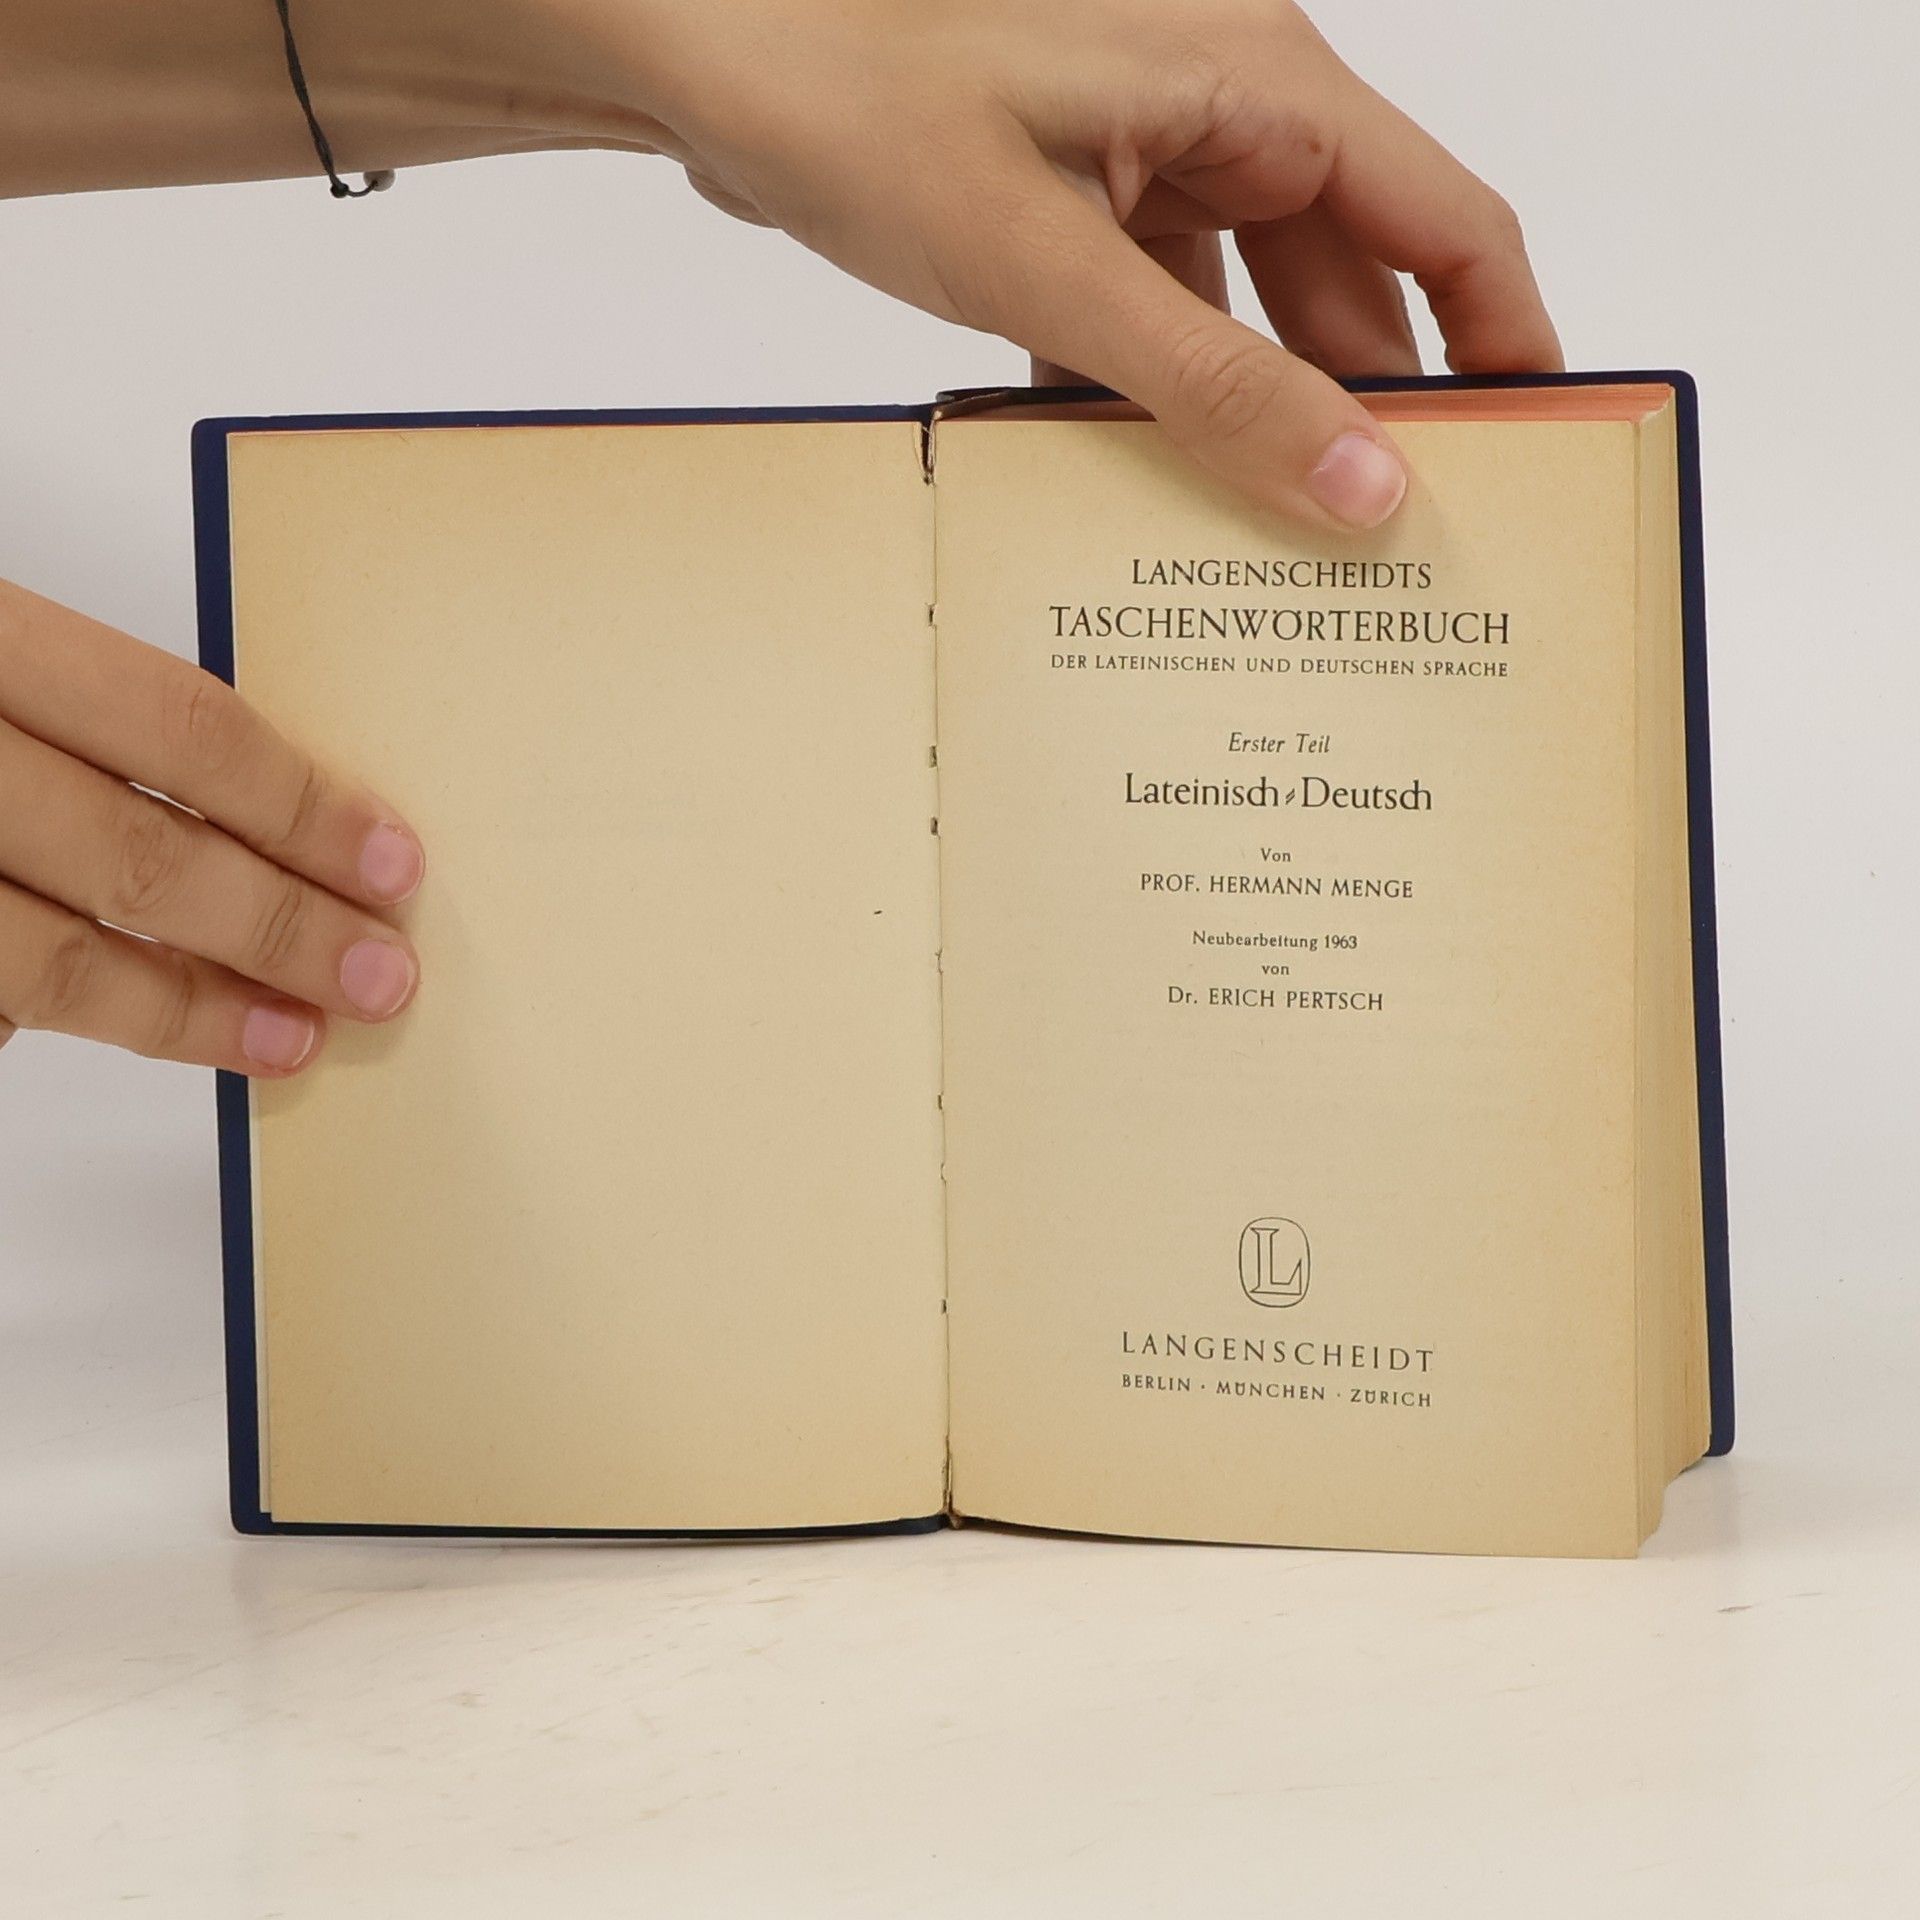 LANGENSCHEIDTS
TASCHENWÖRTERBUCH
DER LATEINISCHEN UND DEUTSCHEN SPRACHE
Erster Teil
Lateinisch-Deutsch
Von
PROF. HERMANN MENGE
Neubearbeitung 1963
von
Dr. ERICH PERTSCH
L
LANGENSCHEIDT
BERLIN · MÜNCHEN · ZÜRICH